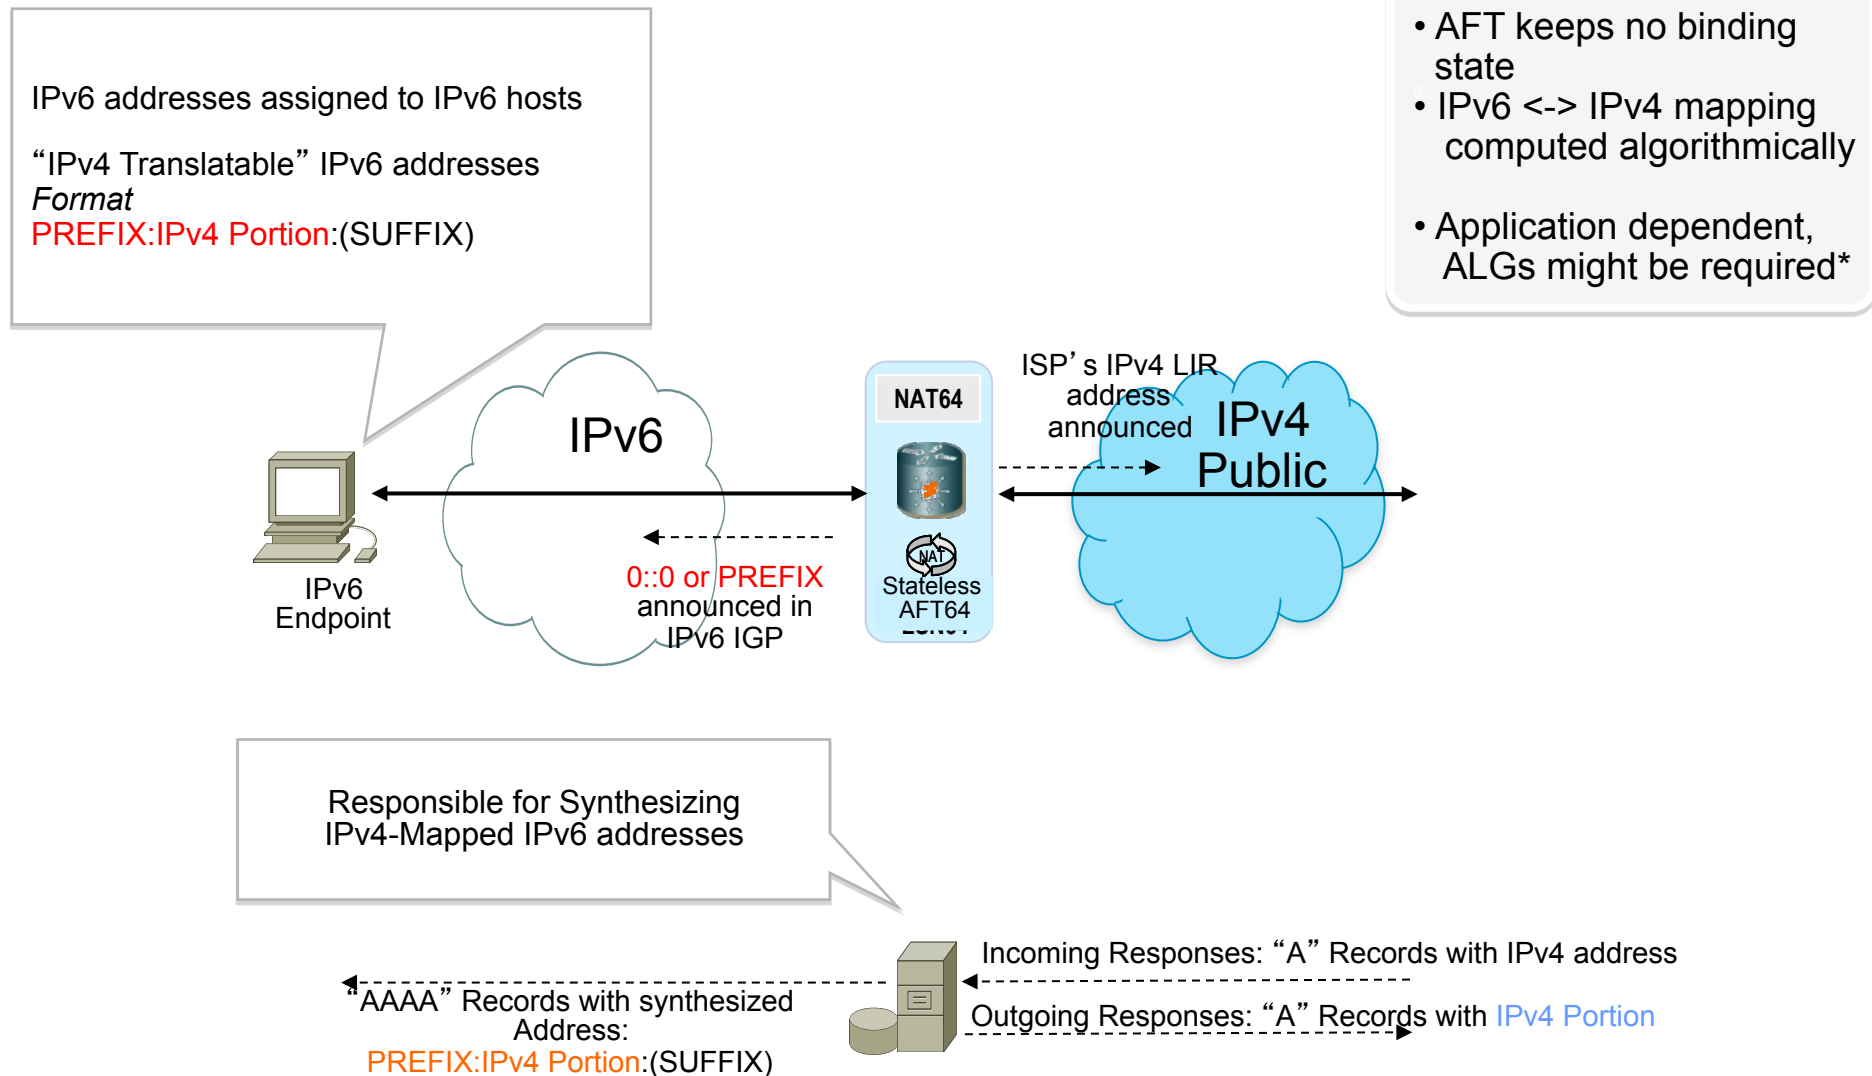 IPv6 addresses assigned to IPv6 hosts
“IPv4 Translatable” IPv6 addresses
Format
PREFIX:IPv4 Portion:(SUFFIX)
• AFT keeps no binding
state
• IPv6 <-> IPv4 mapping
computed algorithmically
• Application dependent,
ALGs might be required*
IPv6
NAT64
ISP’s IPv4 LIR
address
announced
IPv4
Public
NAT
Stateless
AFT64
IPv6
Endpoint
0::0 or PREFIX
announced in
IPv6 IGP
Responsible for Synthesizing
IPv4-Mapped IPv6 addresses
Incoming Responses: “A” Records with IPv4 address
“AAAA” Records with synthesized
Address:
PREFIX:IPv4 Portion:(SUFFIX)
Outgoing Responses: “A” Records with IPv4 Portion